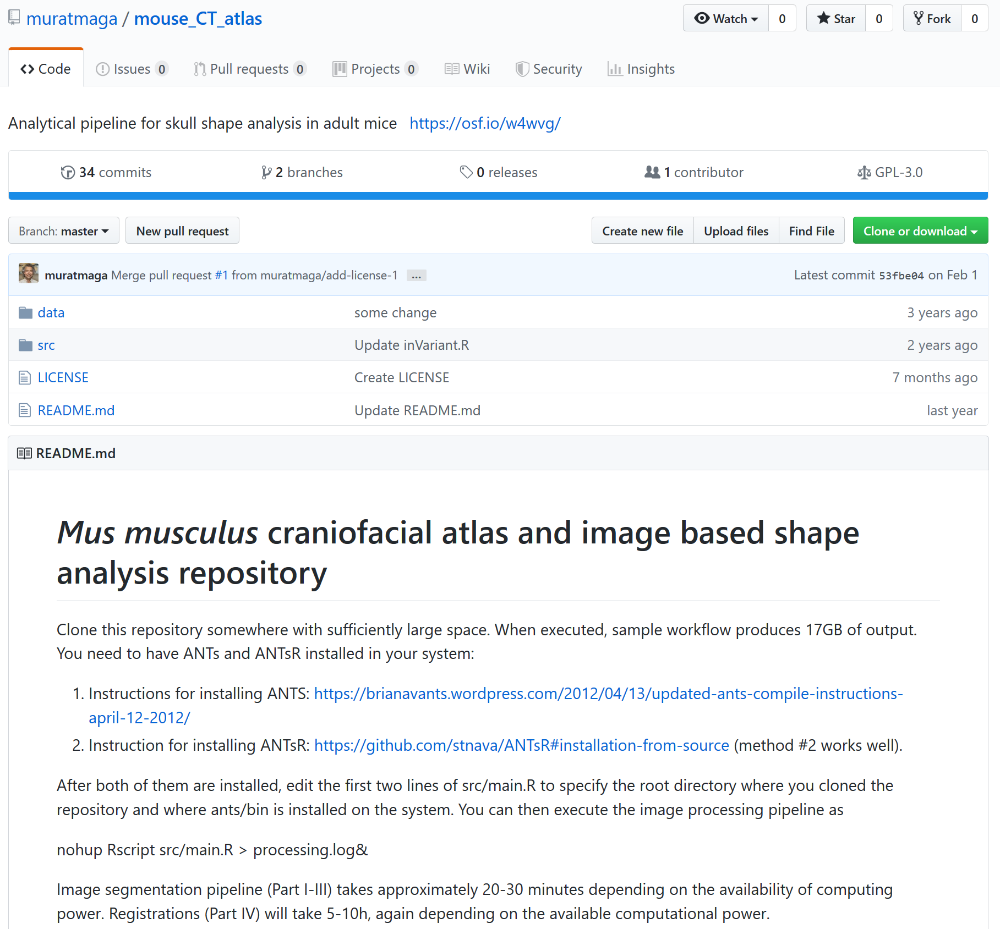 muratmaga / mouse_CT_atlas
Watch 0 Star 0 Fork 0
Code Issues 0 Pull requests 0 Projects 0 Wiki Security Insights
Analytical pipeline for skull shape analysis in adult mice https://osf.io/w4wvg/
34 commits 2 branches 0 releases 1 contributor GPL-3.0
Branch: master New pull request Create new file Upload files Find File Clone or download
muratmaga Merge pull request #1 from muratmaga/add-license-1 ... Latest commit 53fbe04 on Feb 1
data some change 3 years ago
src Update inVariant.R 2 years ago
LICENSE Create LICENSE 7 months ago
README.md Update README.md last year
README.md
Mus musculus craniofacial atlas and image based shape
analysis repository
Clone this repository somewhere with sufficiently large space. When executed, sample workflow produces 17GB of output.
You need to have ANTs and ANTsR installed in your system:
1. Instructions for installing ANTS: https://brianavants.wordpress.com/2012/04/13/updated-ants-compile-instructions-
april-12-2012/
2. Instruction for installing ANTsR: https://github.com/stnava/ANTsR#installation-from-source (method #2 works well).
After both of them are installed, edit the first two lines of src/main.R to specify the root directory where you cloned the
repository and where ants/bin is installed on the system. You can then execute the image processing pipeline as
nohup Rscript src/main.R > processing.log&
Image segmentation pipeline (Part I-III) takes approximately 20-30 minutes depending on the availability of computing
power. Registrations (Part IV) will take 5-10h, again depending on the available computational power.